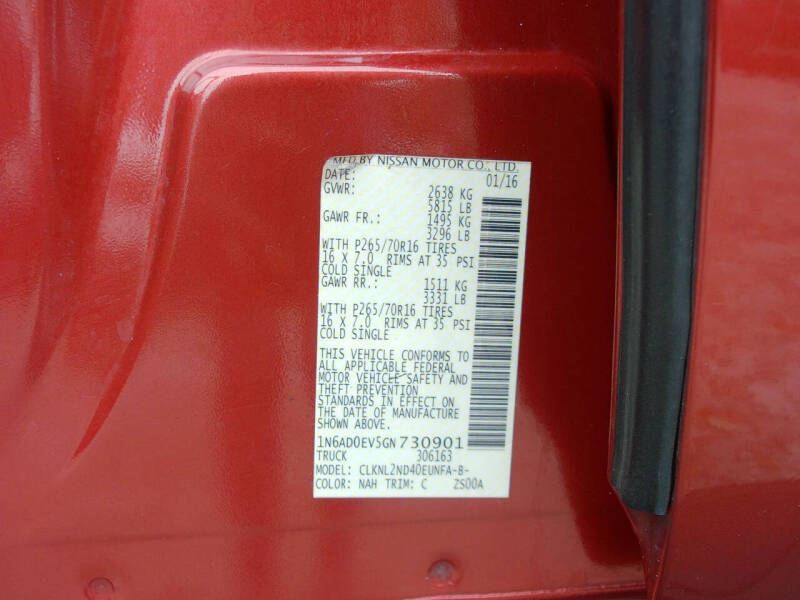 MFD BY NISSAN MOTOR CO., LTD.
DATE: 01/16
GVWR: 2638 KG
5815 LB
GAWR FR.: 1495 KG
3296 LB
WITH P265/70R16 TIRES
16 X 7.0 RIMS AT 35 PSI
COLD SINGLE
GAWR RR.: 1511 KG
3331 LB
WITH P265/70R16 TIRES
16 X 7.0 RIMS AT 35 PSI
COLD SINGLE
THIS VEHICLE CONFORMS TO
ALL APPLICABLE FEDERAL
MOTOR VEHICLE SAFETY AND
THEFT PREVENTION
STANDARDS IN EFFECT ON
THE DATE OF MANUFACTURE
SHOWN ABOVE.
1N6AD0EV5GN730901
TRUCK 306163
MODEL: CLKNL2ND40EUNFA-B-
COLOR: NAH TRIM: C ZS00A